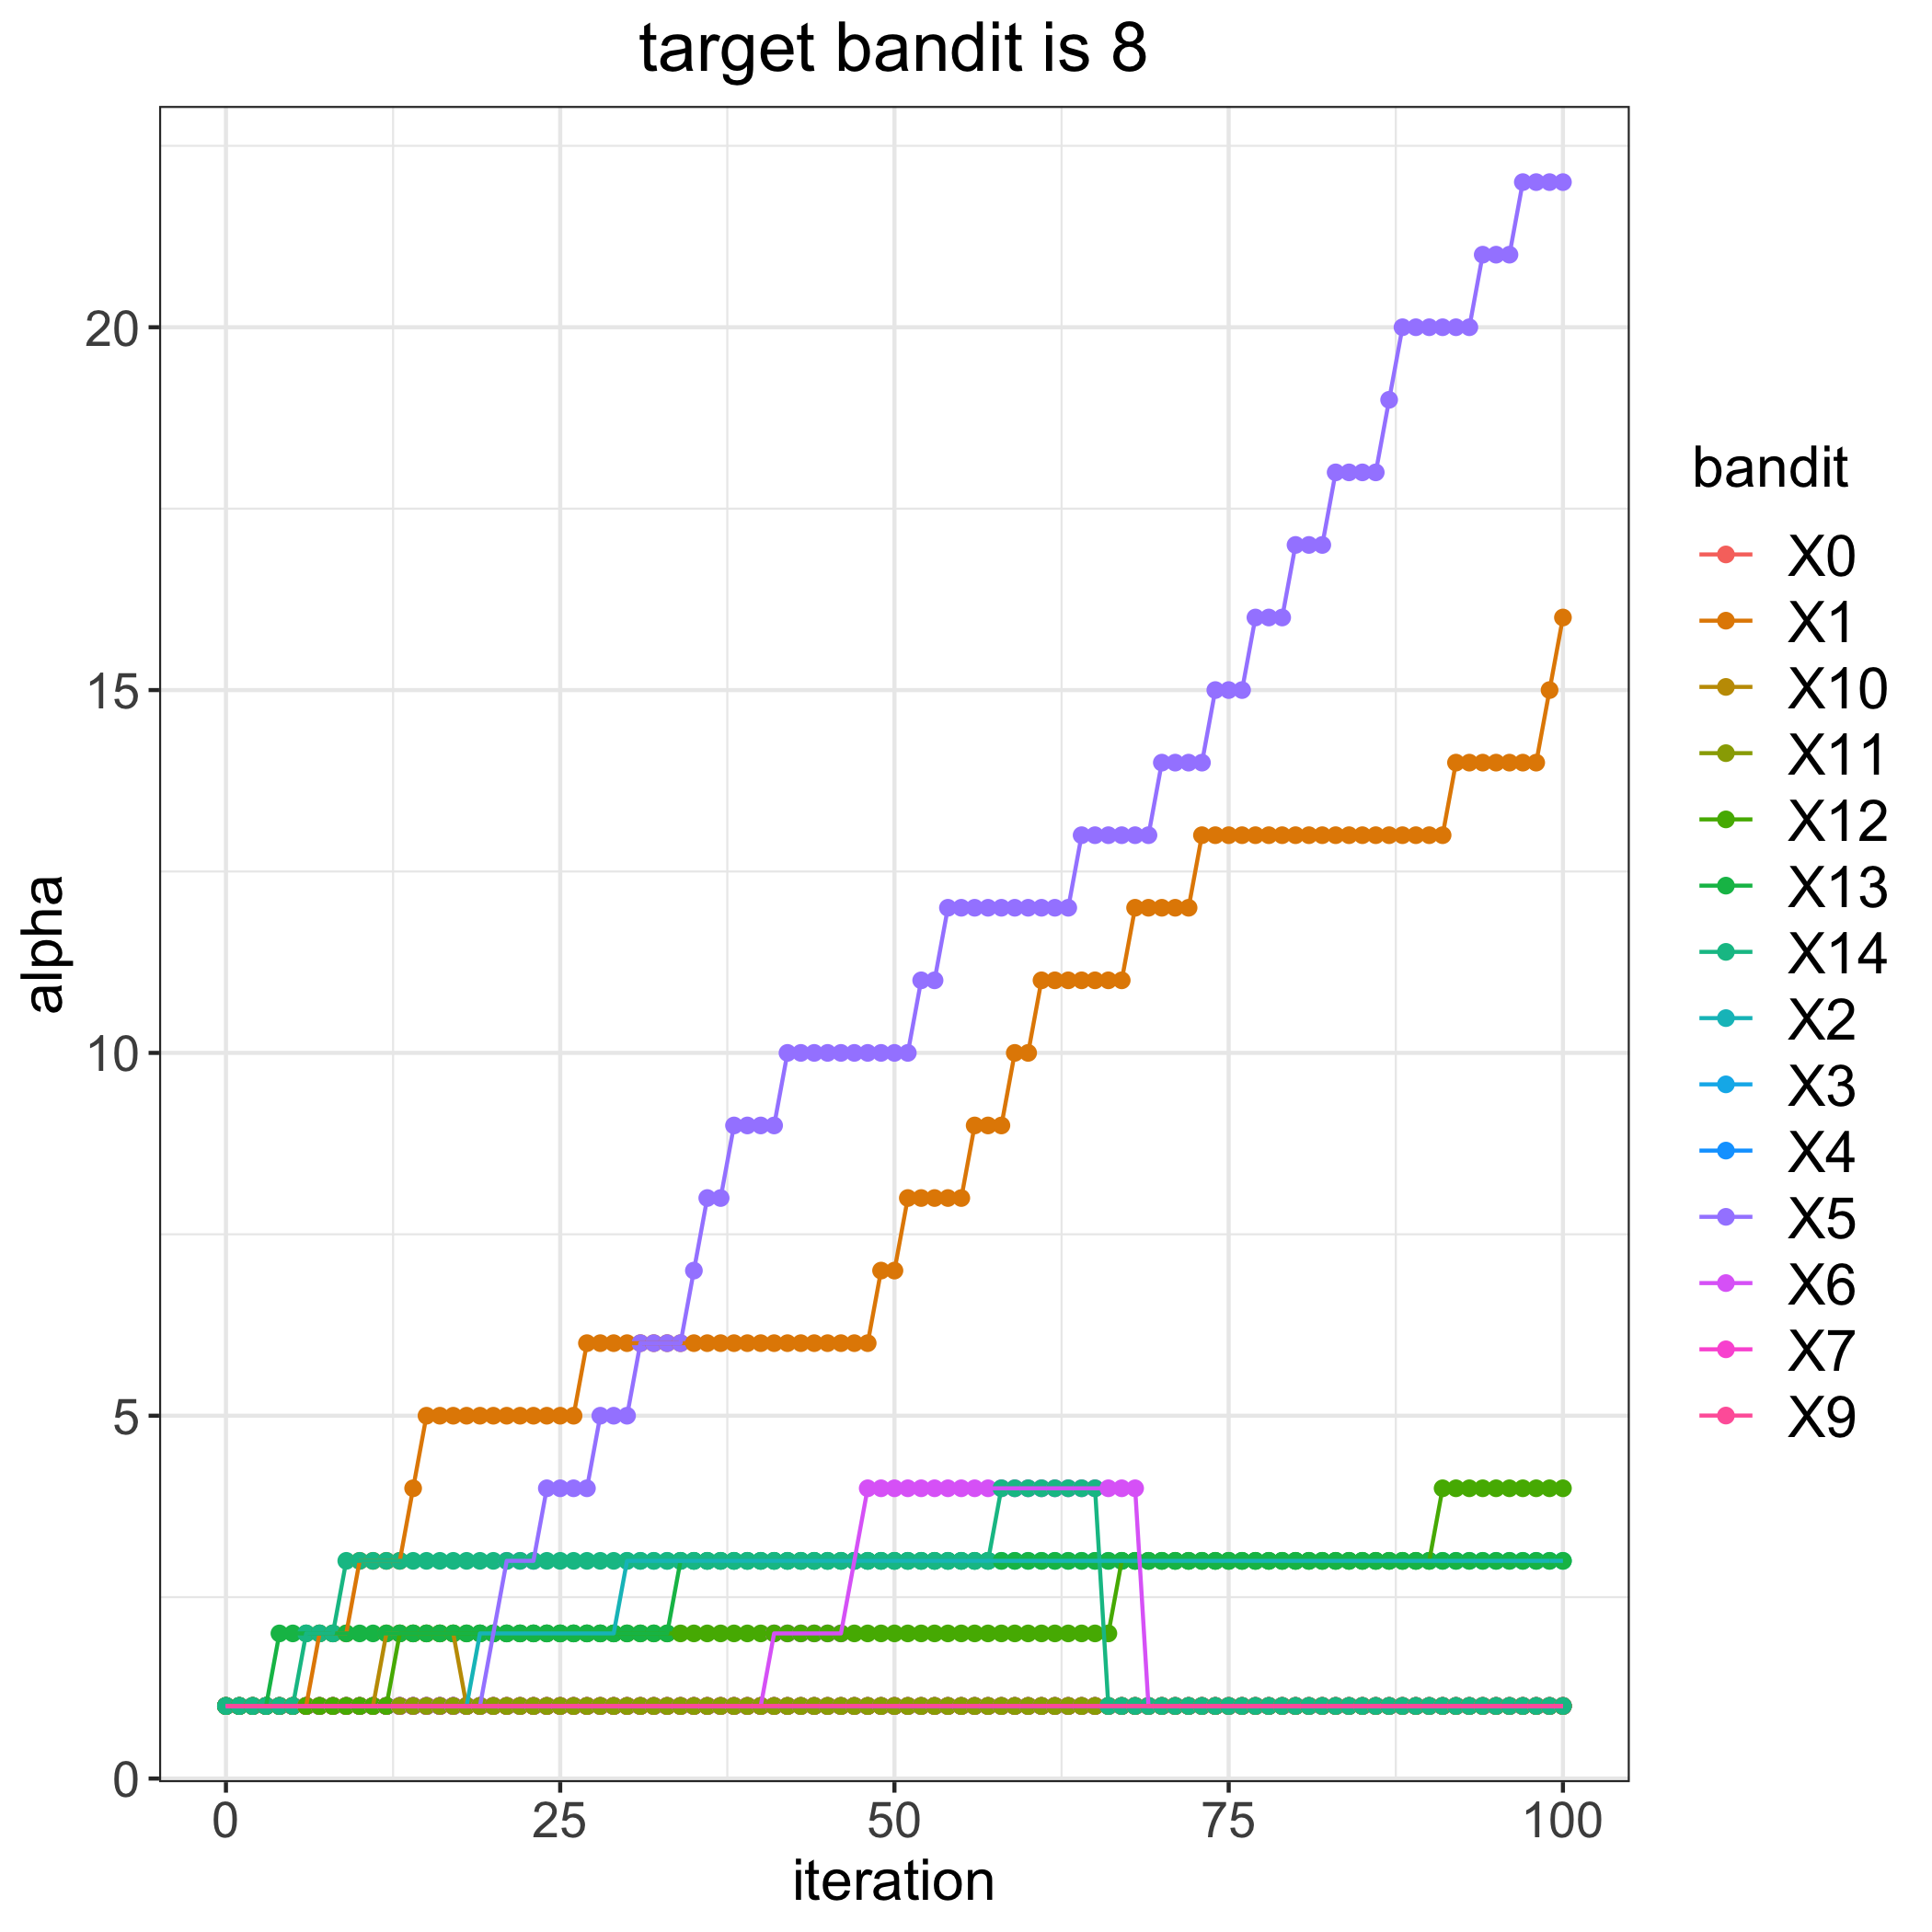 target bandit is 8
alpha
20
15
10
5
0
0 25 50 75 100
iteration
bandit
X0
X1
X10
X11
X12
X13
X14
X2
X3
X4
X5
X6
X7
X9